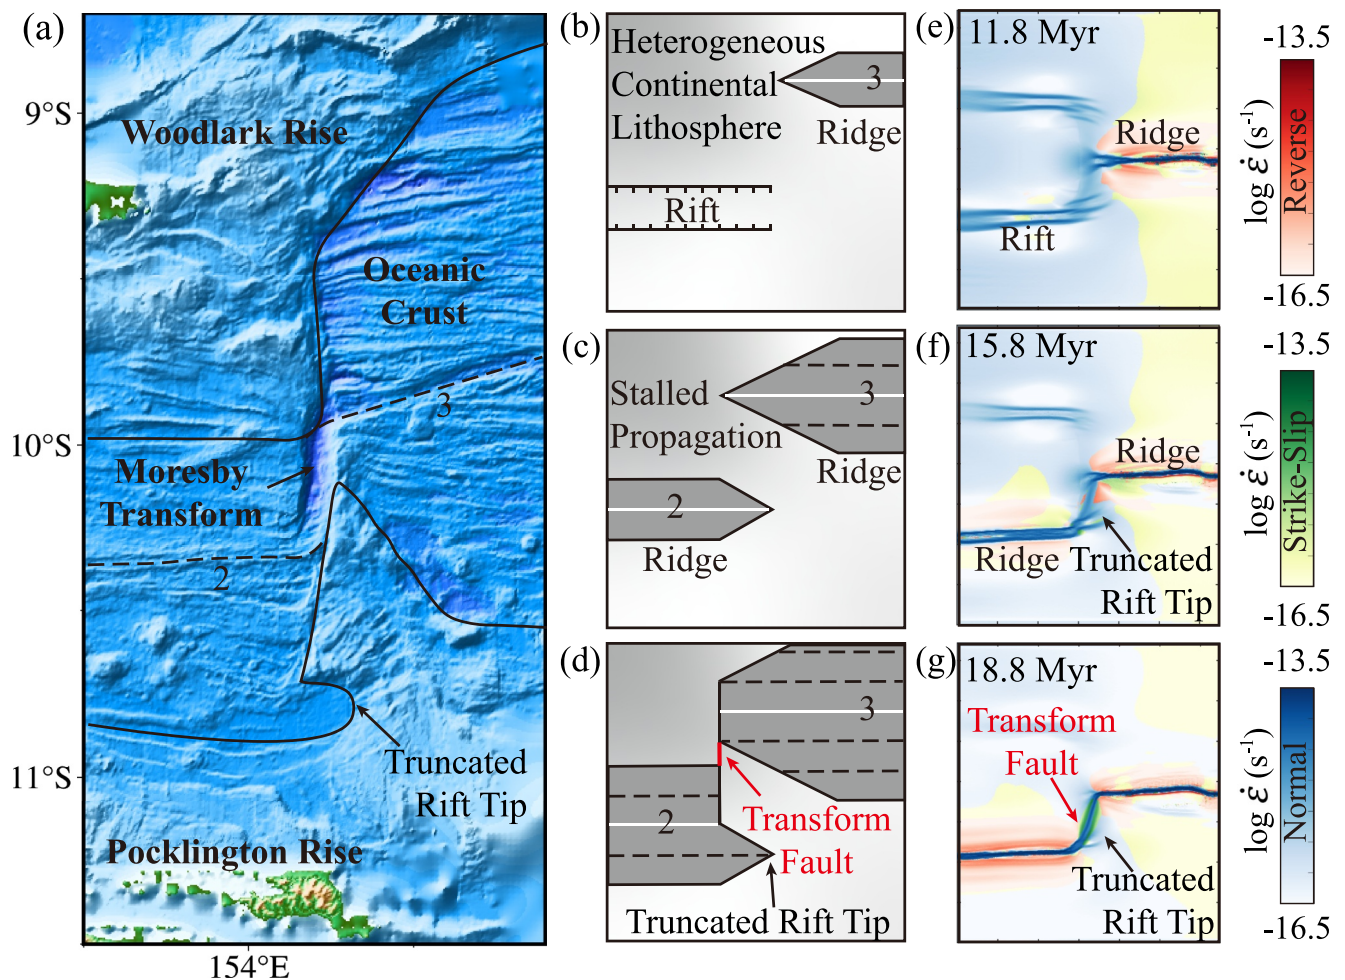 (a)
9°S
10°S
11°S
154°E
Woodlark Rise
Oceanic
Crust
3
Moresby
Transform
2
Truncated
Rift Tip
Pocklington Rise
(b)
Heterogeneous
Continental
Lithosphere
3
Ridge
Rift
(c)
Stalled
Propagation
3
Ridge
2
Ridge
(d)
3
2
Transform
Fault
Truncated Rift Tip
(e)
11.8 Myr
Ridge
Rift
(f)
15.8 Myr
Ridge
Ridge
Truncated
Rift Tip
(g)
18.8 Myr
Transform
Fault
Truncated
Rift Tip
-13.5
log ε̇ (s⁻¹)
Reverse
-16.5
-13.5
log ε̇ (s⁻¹)
Strike-Slip
-16.5
-13.5
log ε̇ (s⁻¹)
Normal
-16.5